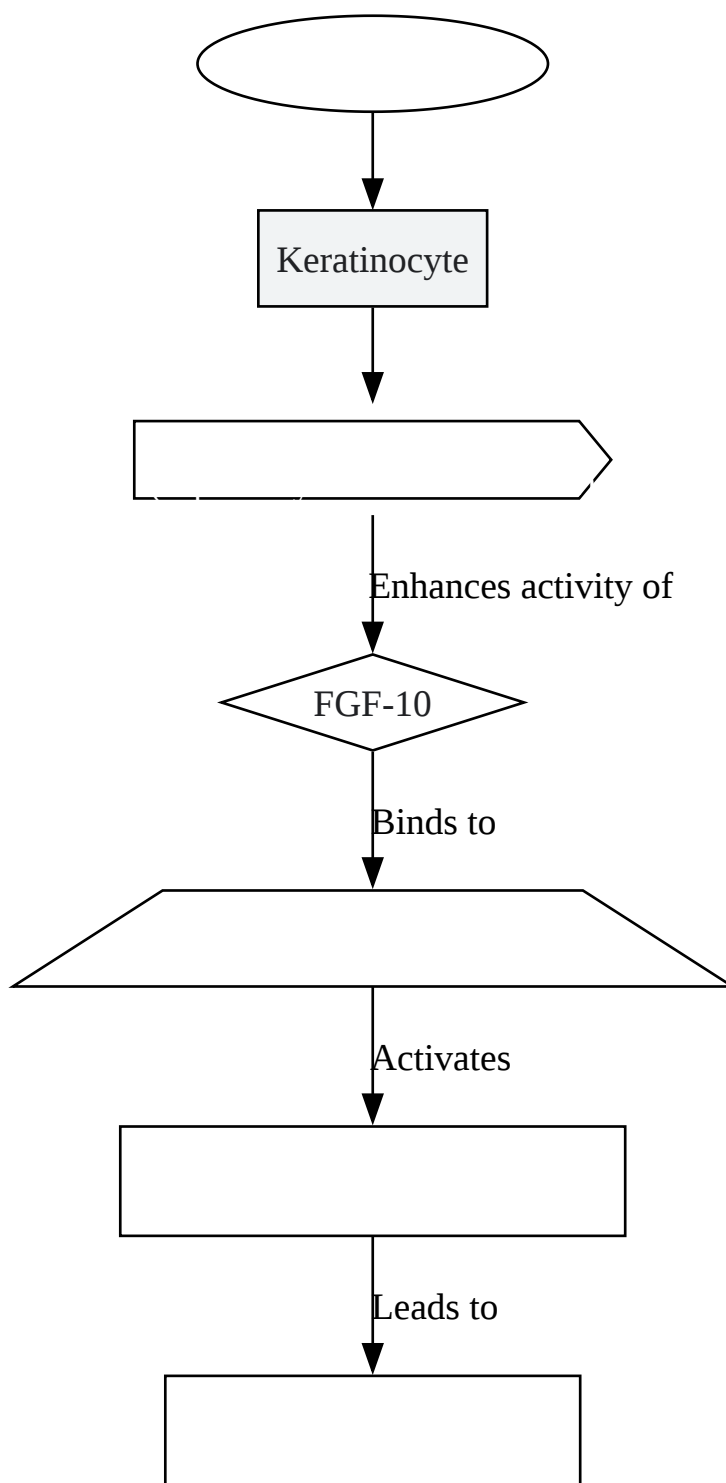 Keratinocyte
Enhances activity of
FGF-10
Binds to
Activates
Leads to